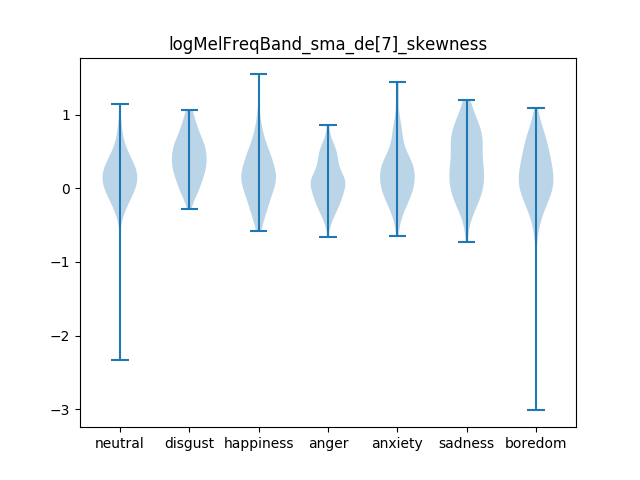 logMelFreqBand_sma_de[7]_skewness
1
0
−1
−2
−3
neutral disgust happiness anger anxiety sadness boredom